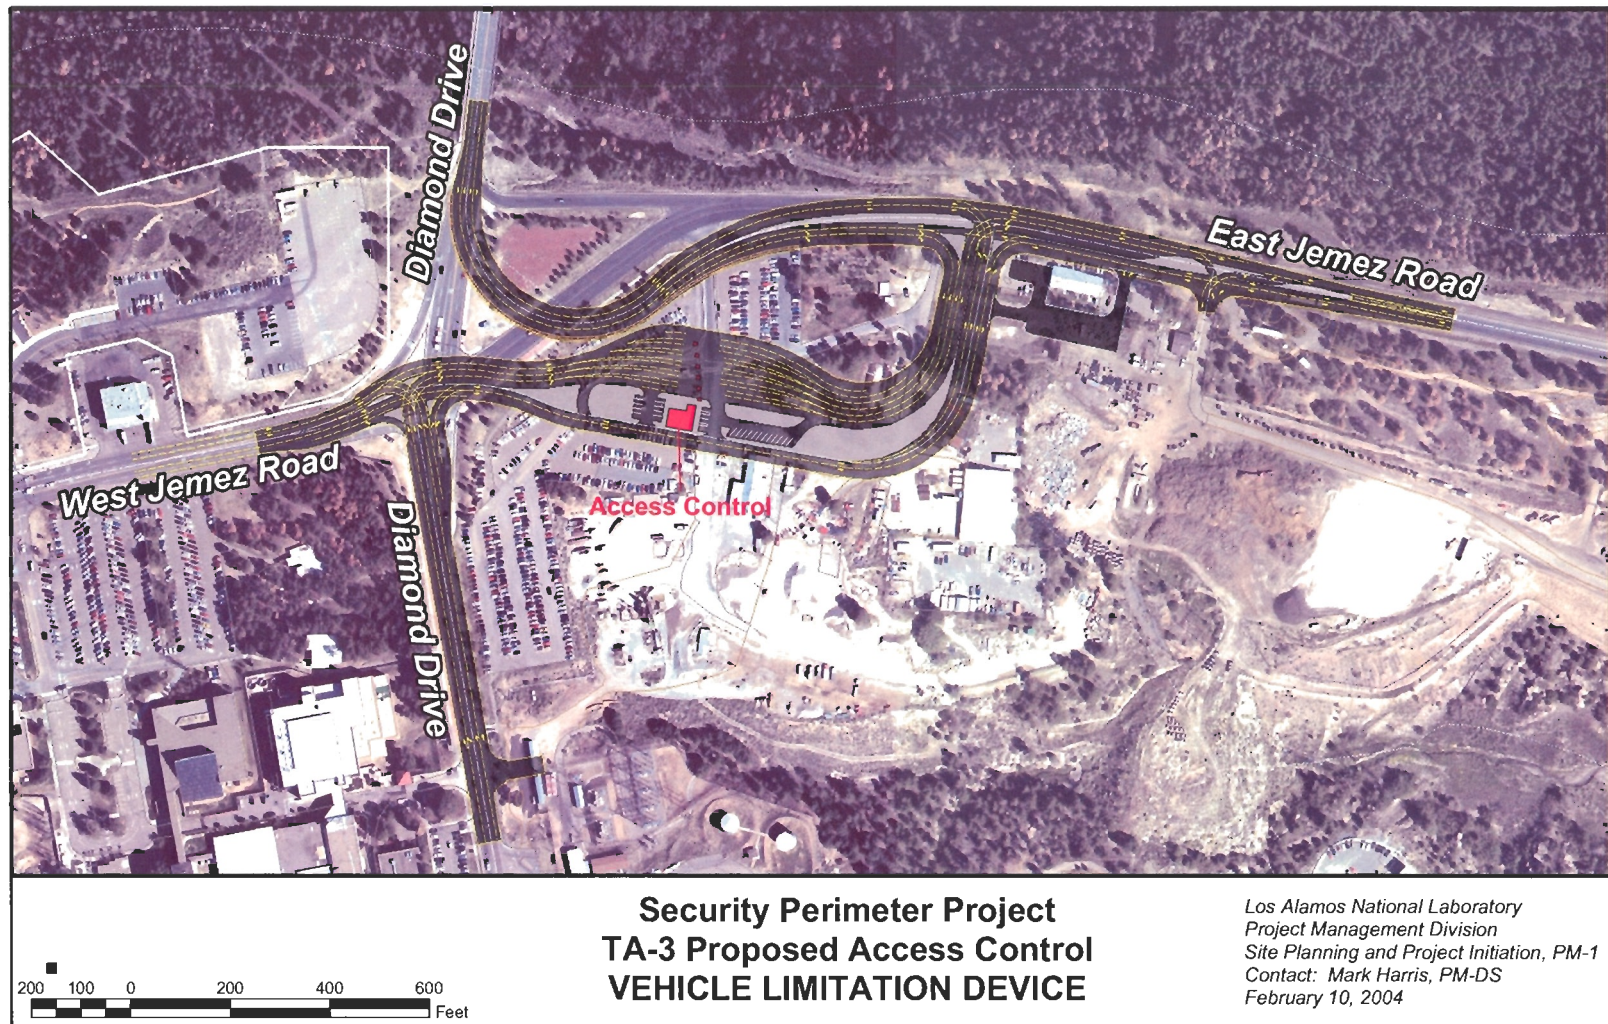 Diamond Drive
East Jemez Road
West Jemez Road
Access Control
Diamond Drive
Security Perimeter Project
TA-3 Proposed Access Control
VEHICLE LIMITATION DEVICE
Los Alamos National Laboratory
Project Management Division
Site Planning and Project Initiation, PM-1
Contact: Mark Harris, PM-DS
February 10, 2004
200 100 0 200 400 600
Feet